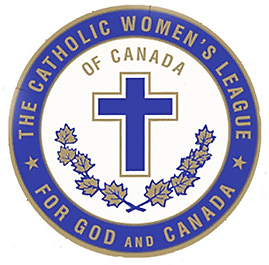 THE CATHOLIC WOMEN'S LEAGUE
OF CANADA
FOR GOD AND CANADA